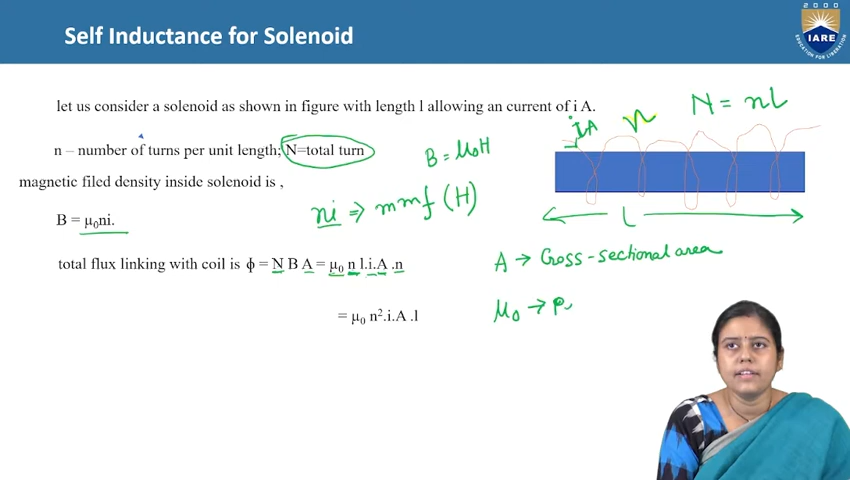 Self Inductance for Solenoid
2000
IARE
EDUCATION FOR LIBERATION
let us consider a solenoid as shown in figure with length l allowing an current of i A.
N = nl
iA
N
n – number of turns per unit length; N=total turn
B = μ₀H
magnetic filed density inside solenoid is ,
ni ⇒ mmf (H)
l
B = μ₀ni.
total flux linking with coil is ϕ = N B A = μ₀ n l.i.A .n
A → Cross-sectional area
= μ₀ n².i.A .l
μ₀ → P